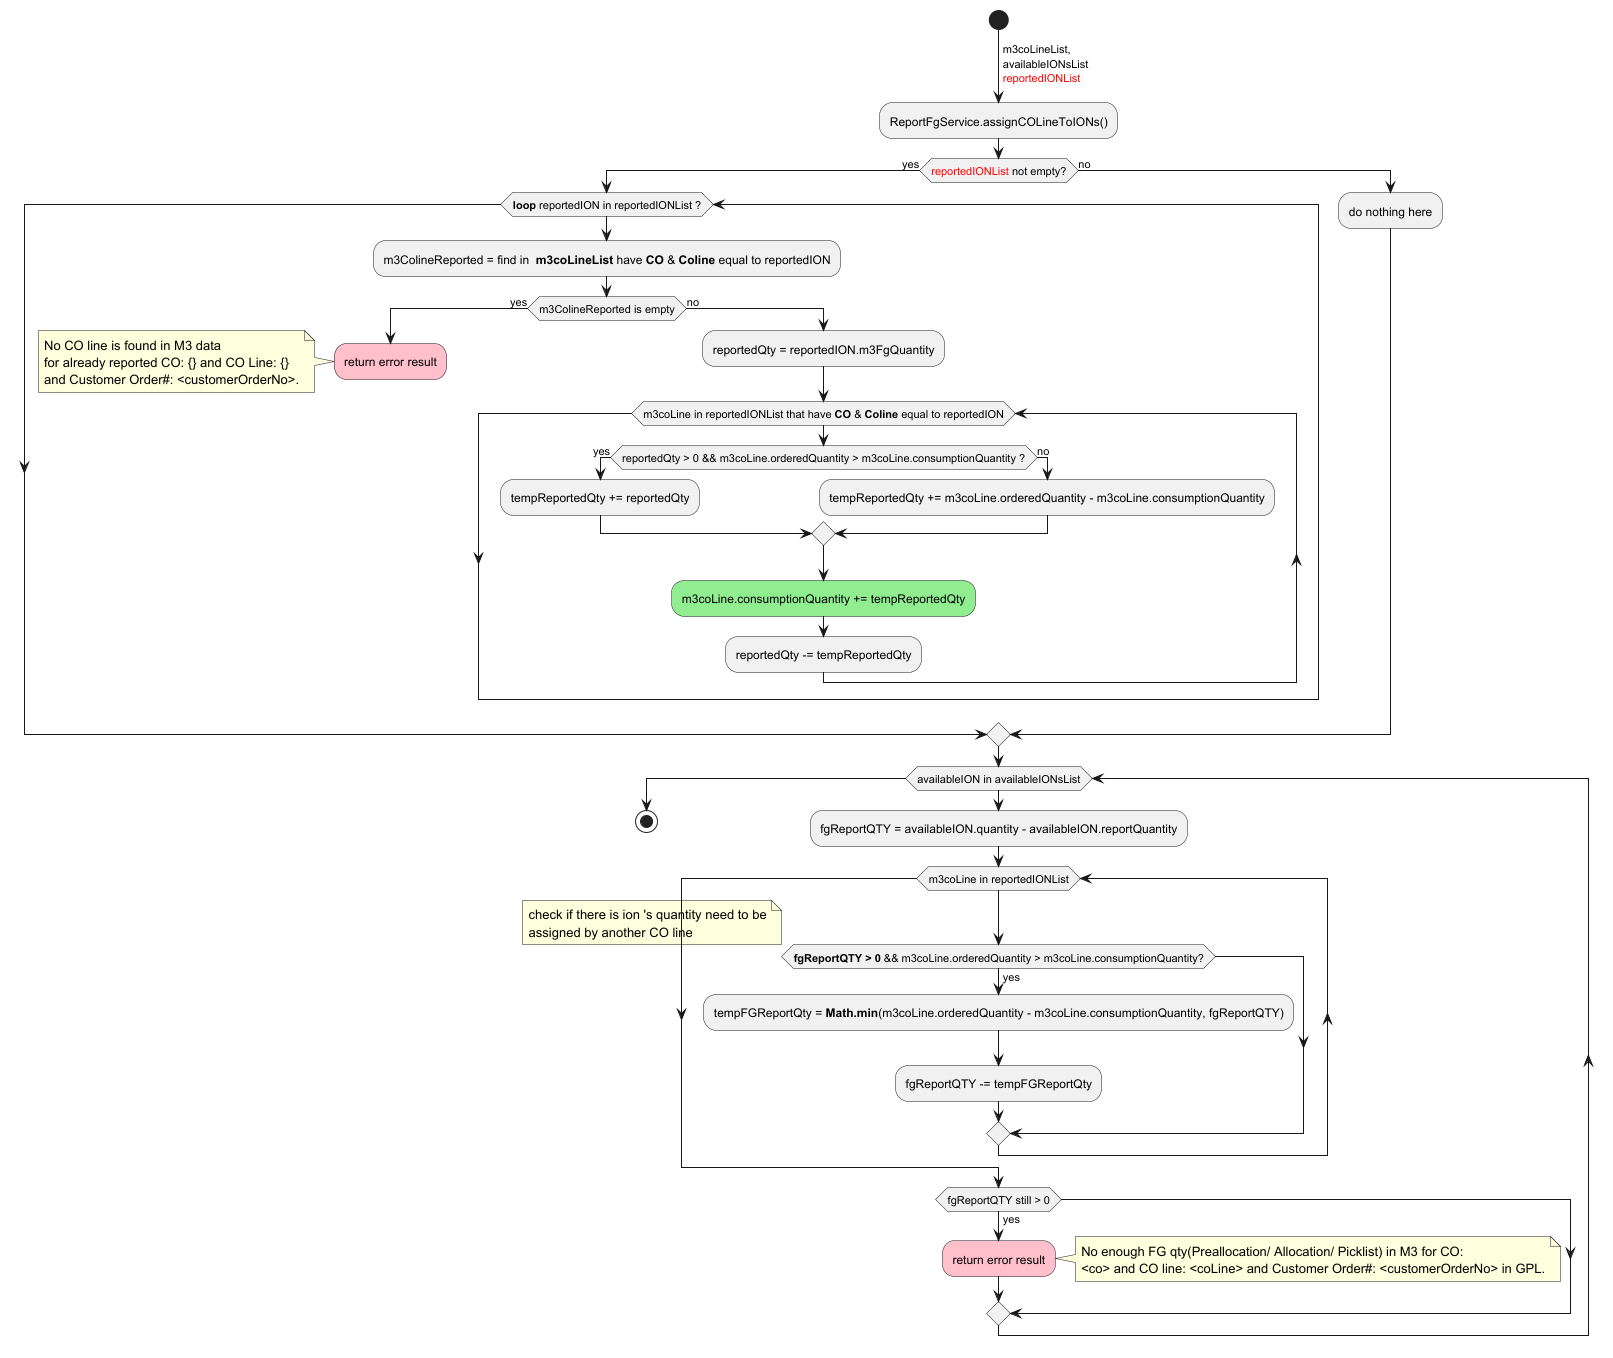 m3coLineList,
availableIONsList
reportedIONList
ReportFgService.assignCOLineToIONs()
yes
reportedIONList not empty?
no
loop reportedION in reportedIONList ?
do nothing here
m3ColineReported = find in  m3coLineList have CO & Coline equal to reportedION
yes
m3ColineReported is empty
no
No CO line is found in M3 data
for already reported CO: {} and CO Line: {}
and Customer Order#: <customerOrderNo>.
return error result
reportedQty = reportedION.m3FgQuantity
m3coLine in reportedIONList that have CO & Coline equal to reportedION
yes
reportedQty > 0 && m3coLine.orderedQuantity > m3coLine.consumptionQuantity ?
no
tempReportedQty += reportedQty
tempReportedQty += m3coLine.orderedQuantity - m3coLine.consumptionQuantity
m3coLine.consumptionQuantity += tempReportedQty
reportedQty -= tempReportedQty
availableION in availableIONsList
fgReportQTY = availableION.quantity - availableION.reportQuantity
m3coLine in reportedIONList
check if there is ion 's quantity need to be
assigned by another CO line
fgReportQTY > 0 && m3coLine.orderedQuantity > m3coLine.consumptionQuantity?
yes
tempFGReportQty = Math.min(m3coLine.orderedQuantity - m3coLine.consumptionQuantity, fgReportQTY)
fgReportQTY -= tempFGReportQty
fgReportQTY still > 0
yes
return error result
No enough FG qty(Preallocation/ Allocation/ Picklist) in M3 for CO:
<co> and CO line: <coLine> and Customer Order#: <customerOrderNo> in GPL.